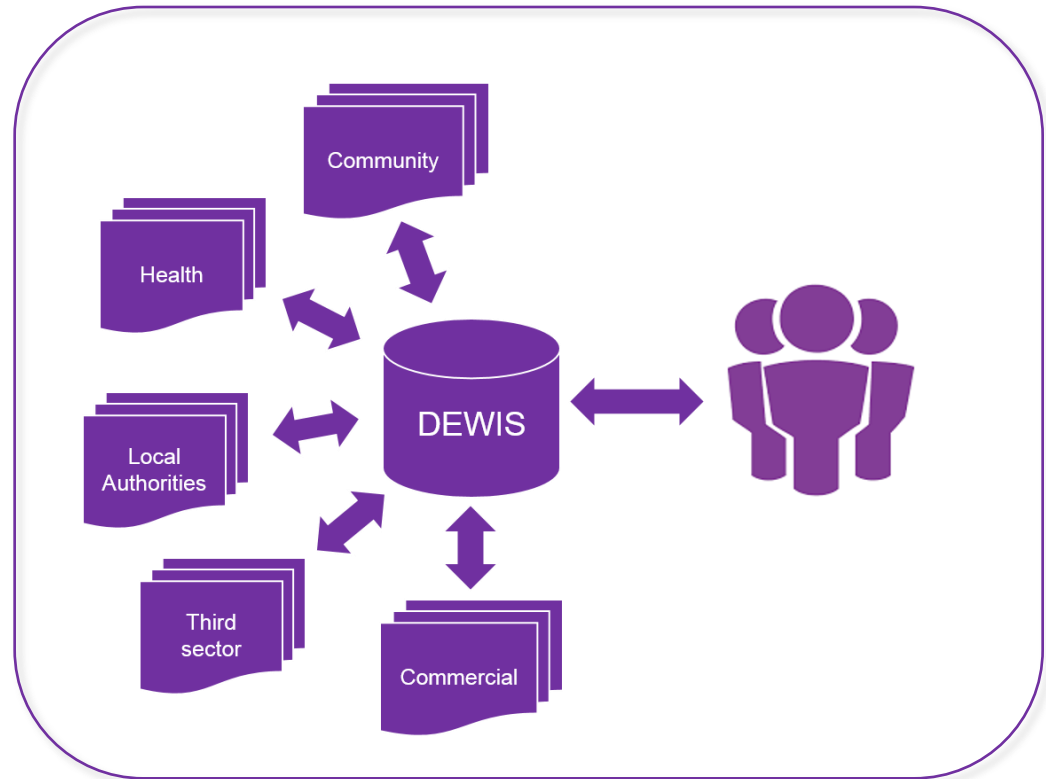 Community
Health
DEWIS
Local
Authorities
Third
sector
Commercial